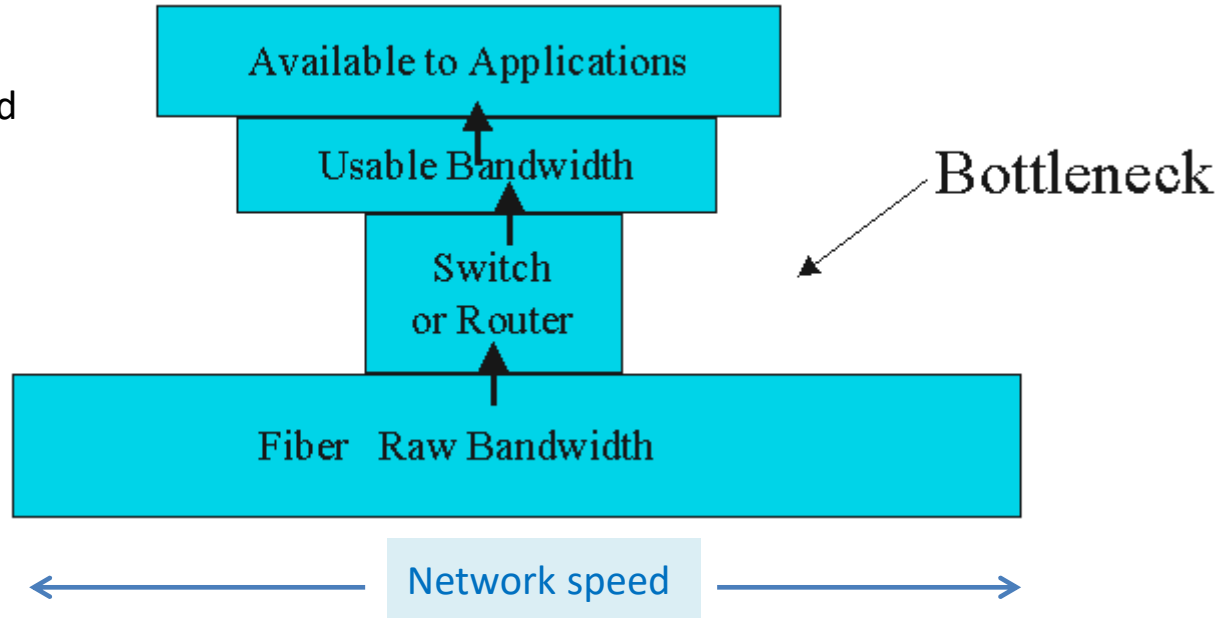 Available to Applications
d
Usable Bandwidth
Bottleneck
Switch
or Router
Fiber Raw Bandwidth
Network speed